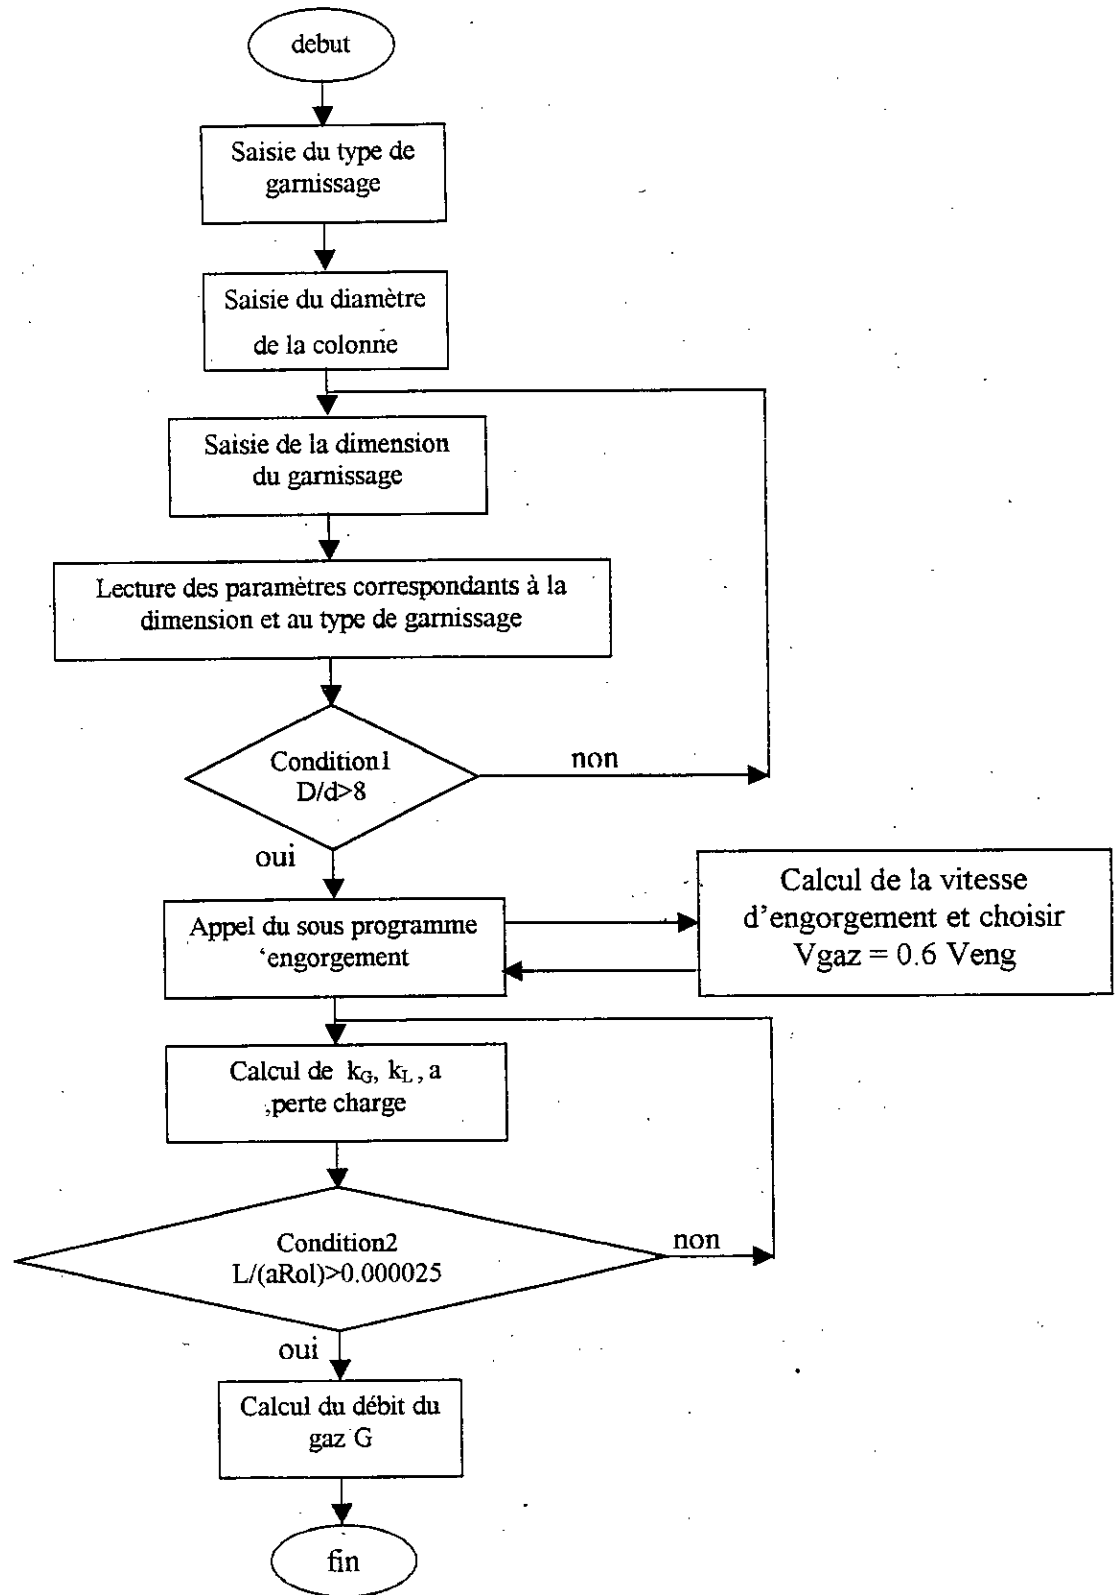 debut
Saisie du type de
garnissage
Saisie du diamètre
de la colonne
Saisie de la dimension
du garnissage
Lecture des paramètres correspondants à la
dimension et au type de garnissage
Condition1
D/d>8
non
oui
Appel du sous programme
‘engorgement
Calcul de la vitesse
d’engorgement et choisir
Vgaz = 0.6 Veng
Calcul de k_G, k_L , a
,perte charge
Condition2
L/(aRol)>0.000025
non
oui
Calcul du débit du
gaz G
fin